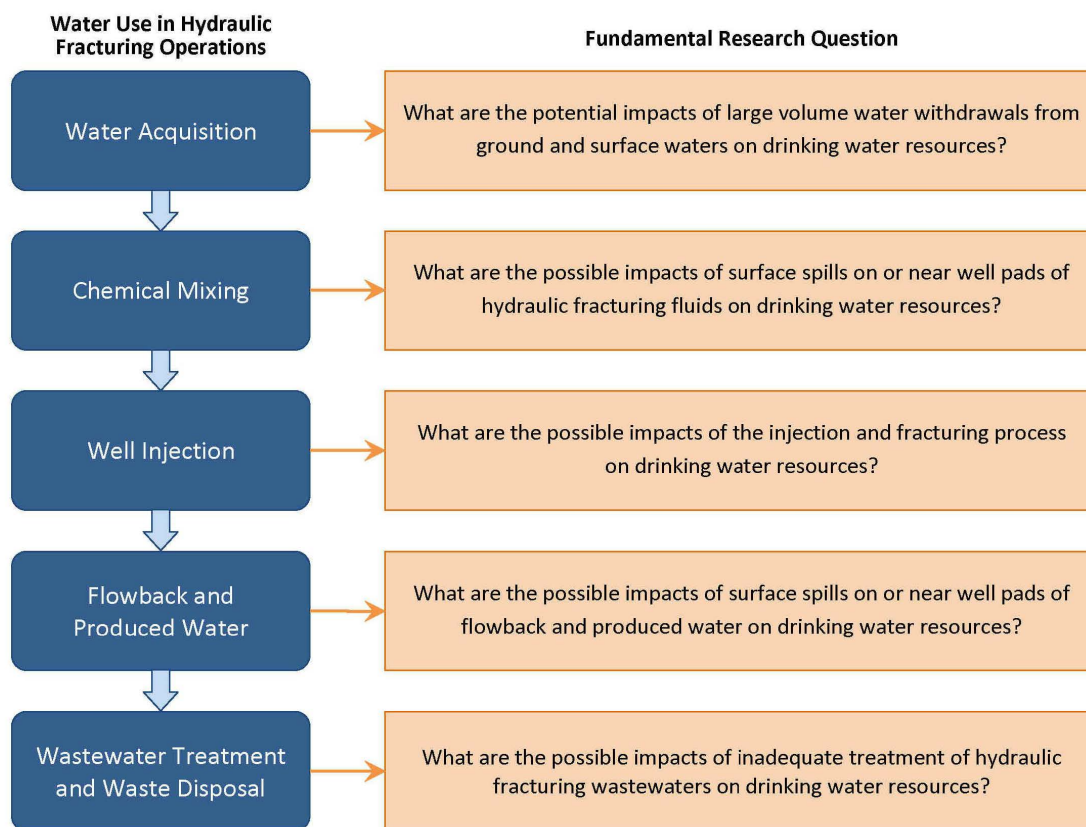 Water Use in Hydraulic
Fracturing Operations
Fundamental Research Question
Water Acquisition
What are the potential impacts of large volume water withdrawals from
ground and surface waters on drinking water resources?
Chemical Mixing
What are the possible impacts of surface spills on or near well pads of
hydraulic fracturing fluids on drinking water resources?
Well Injection
What are the possible impacts of the injection and fracturing process
on drinking water resources?
Flowback and
Produced Water
What are the possible impacts of surface spills on or near well pads of
flowback and produced water on drinking water resources?
Wastewater Treatment
and Waste Disposal
What are the possible impacts of inadequate treatment of hydraulic
fracturing wastewaters on drinking water resources?